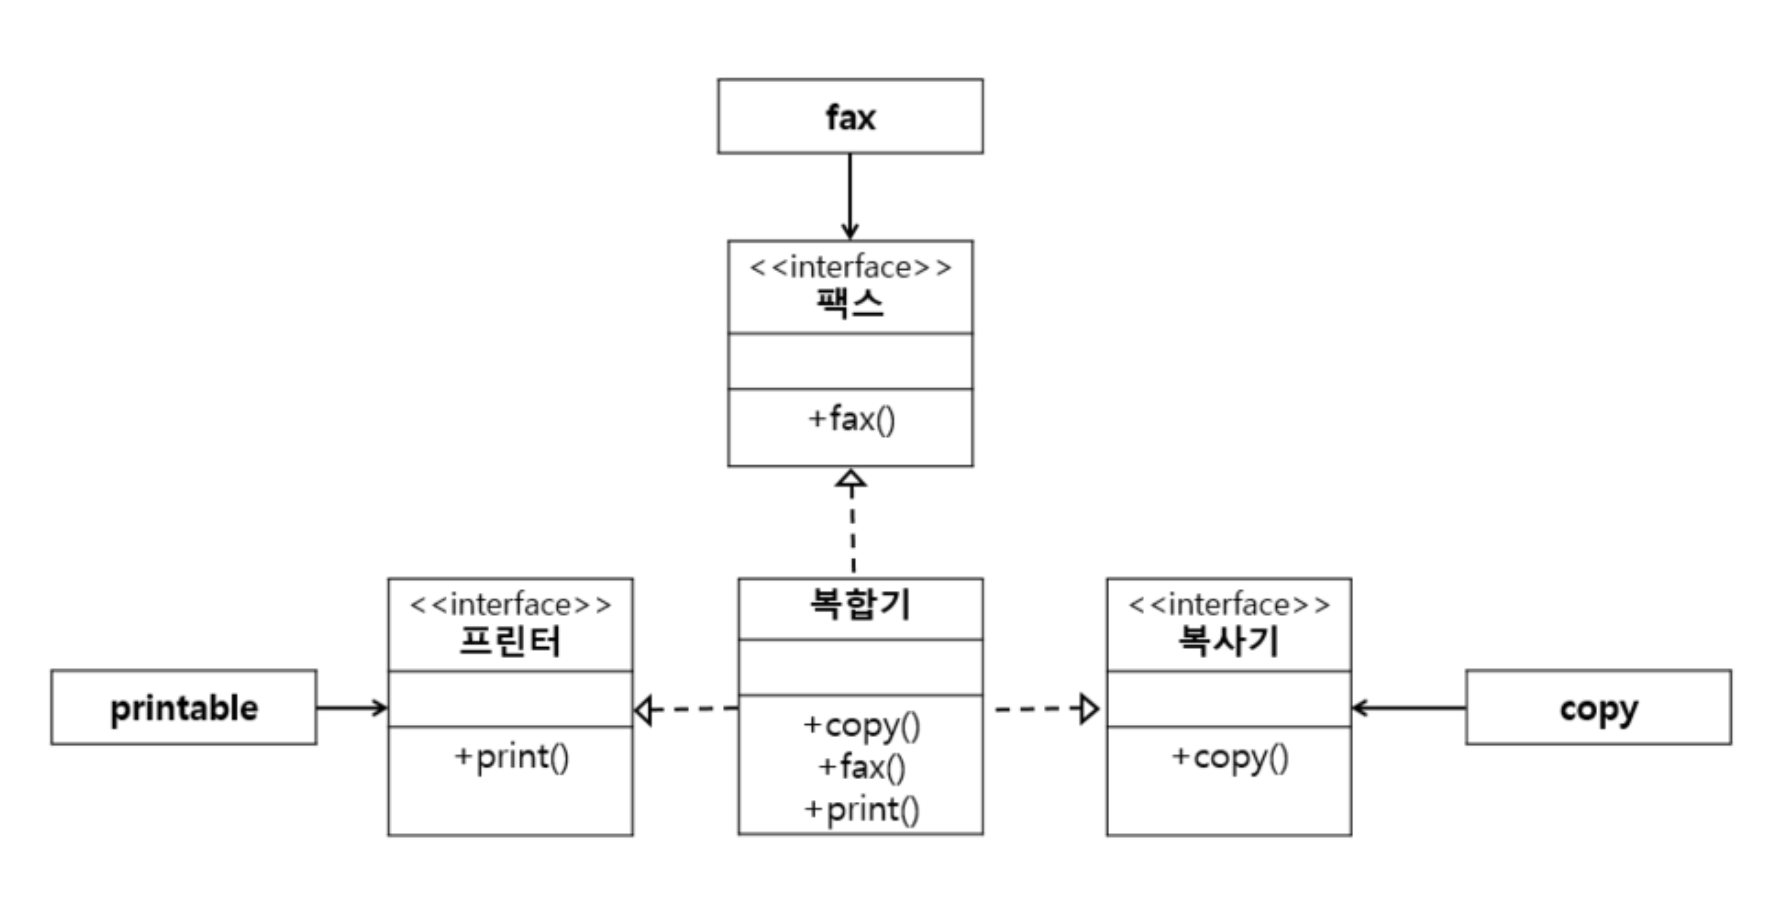 fax
<<interface>>
팩스
+fax()
<<interface>>
프린터
+print()
printable
복합기
+copy()
+fax()
+print()
<<interface>>
복사기
+copy()
copy